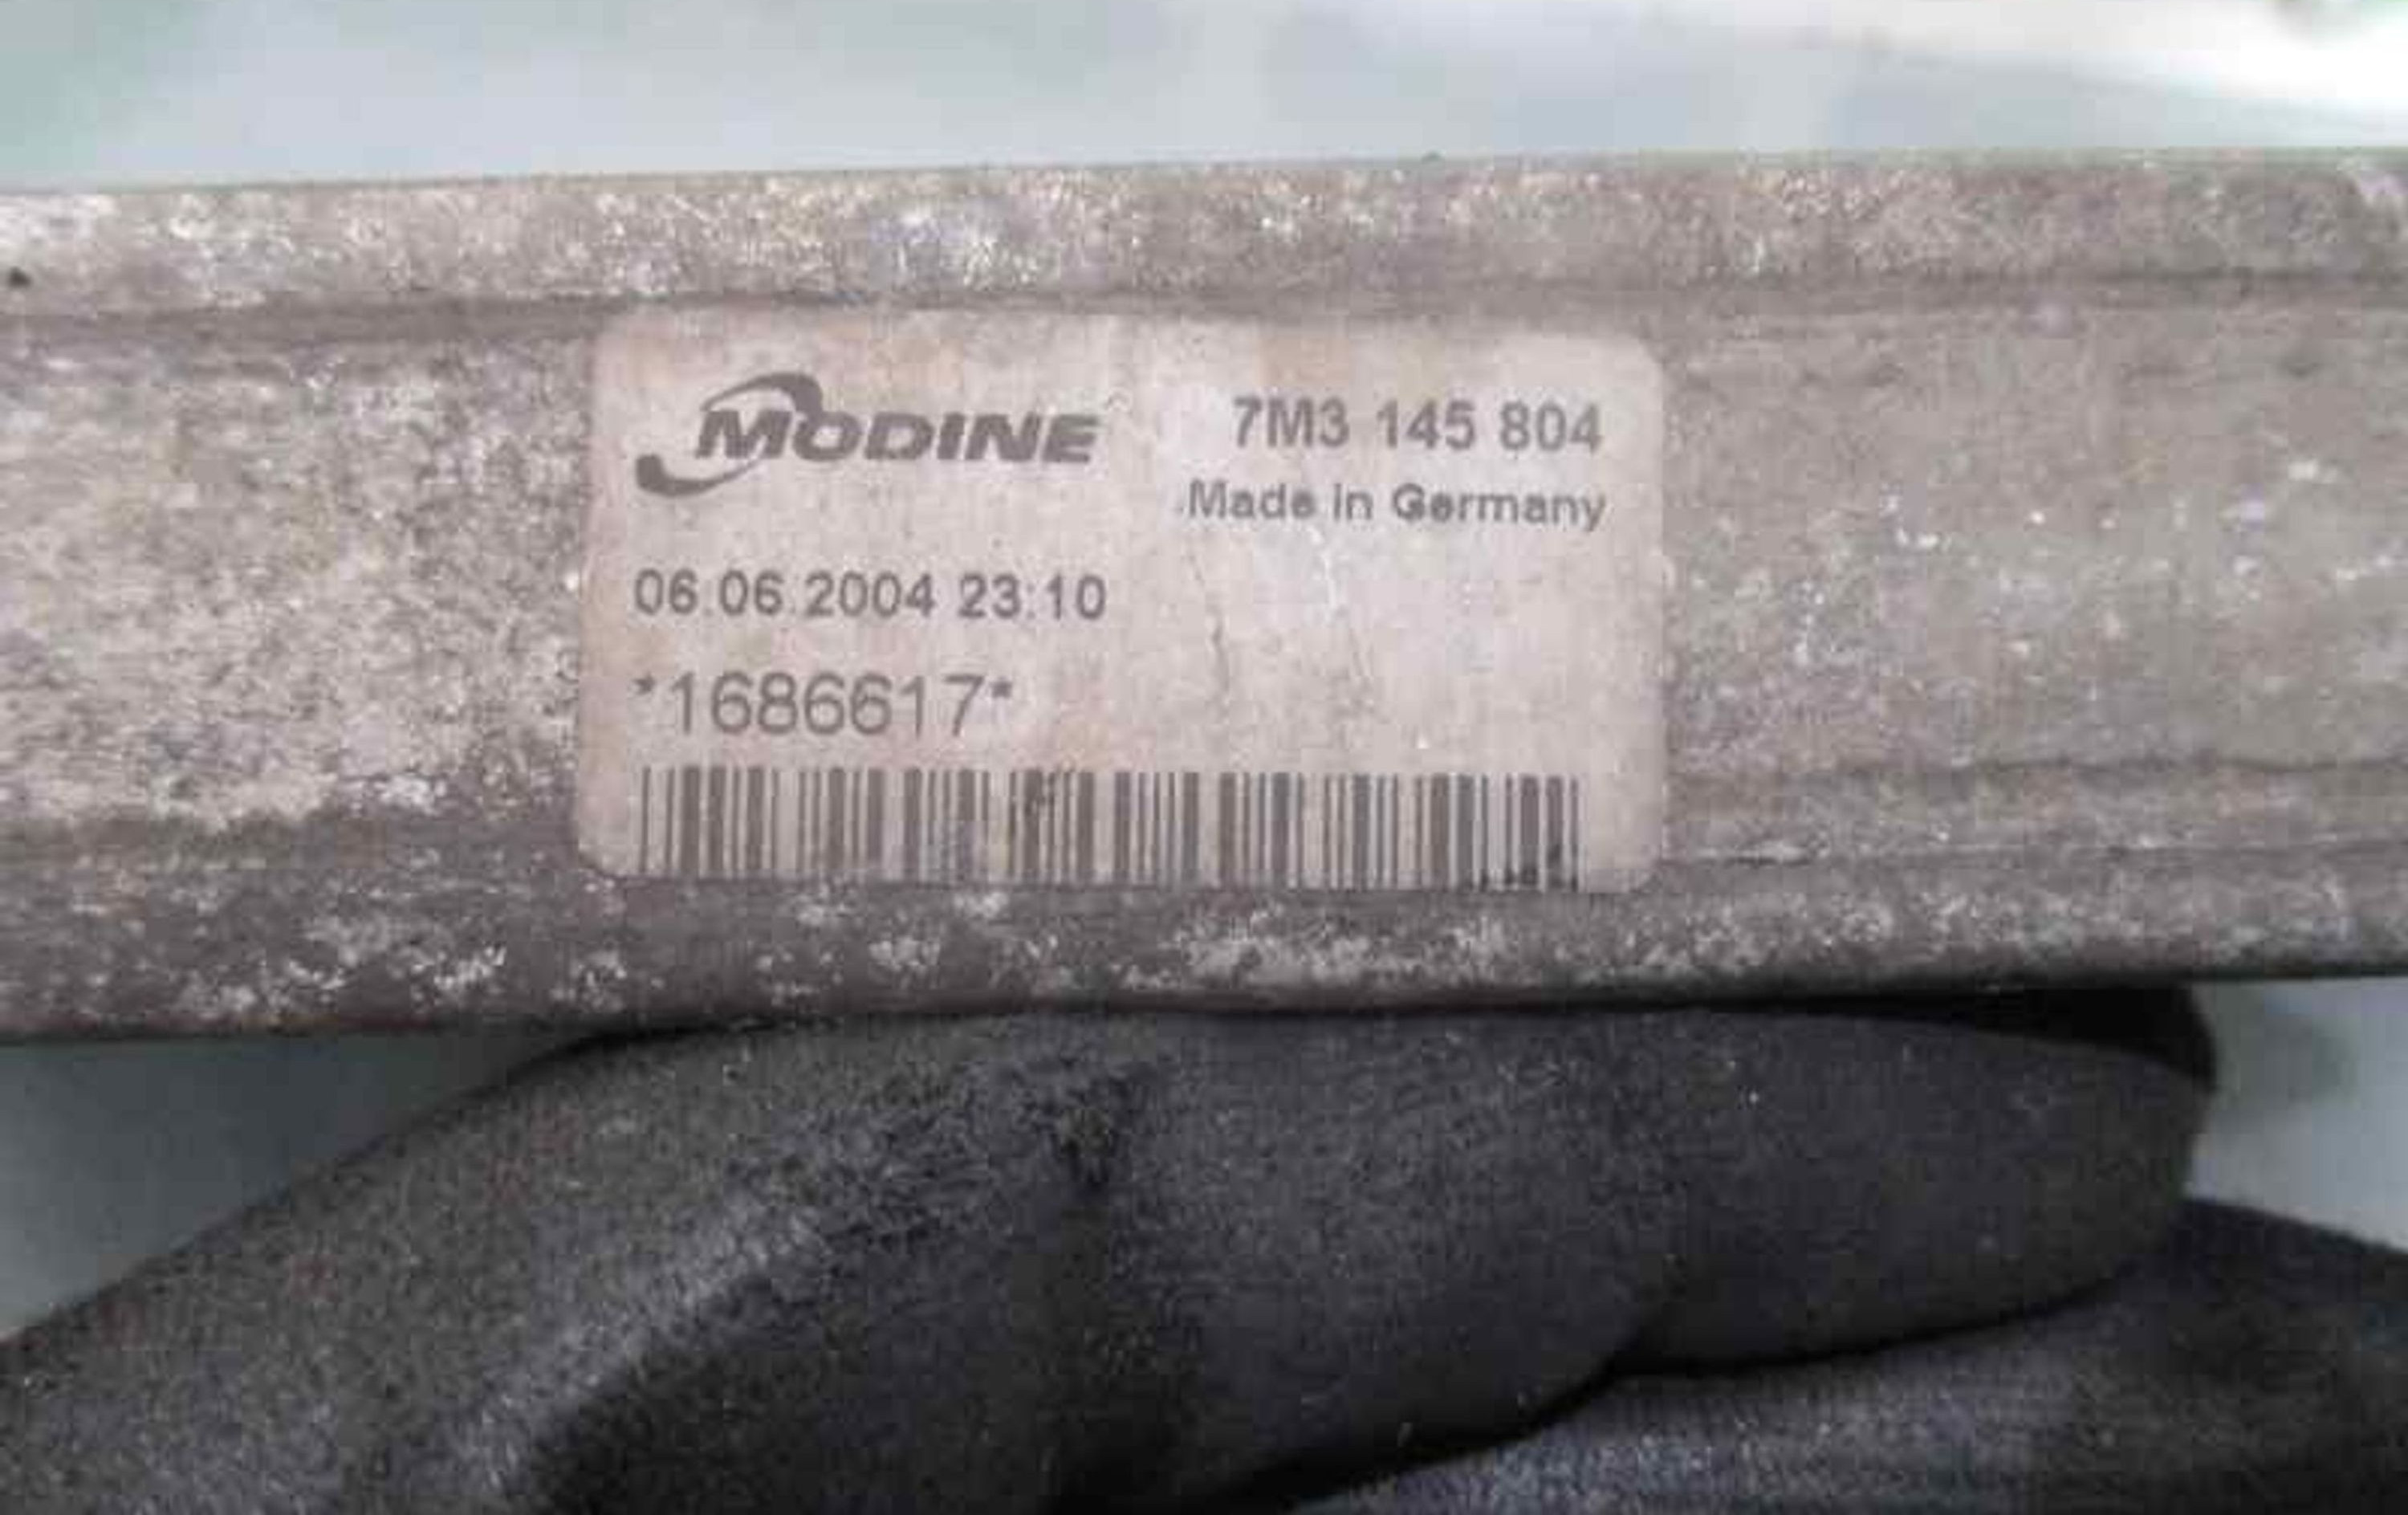 MODINE
7M3 145 804
Made in Germany
06.06.2004 23:10
*1686617*